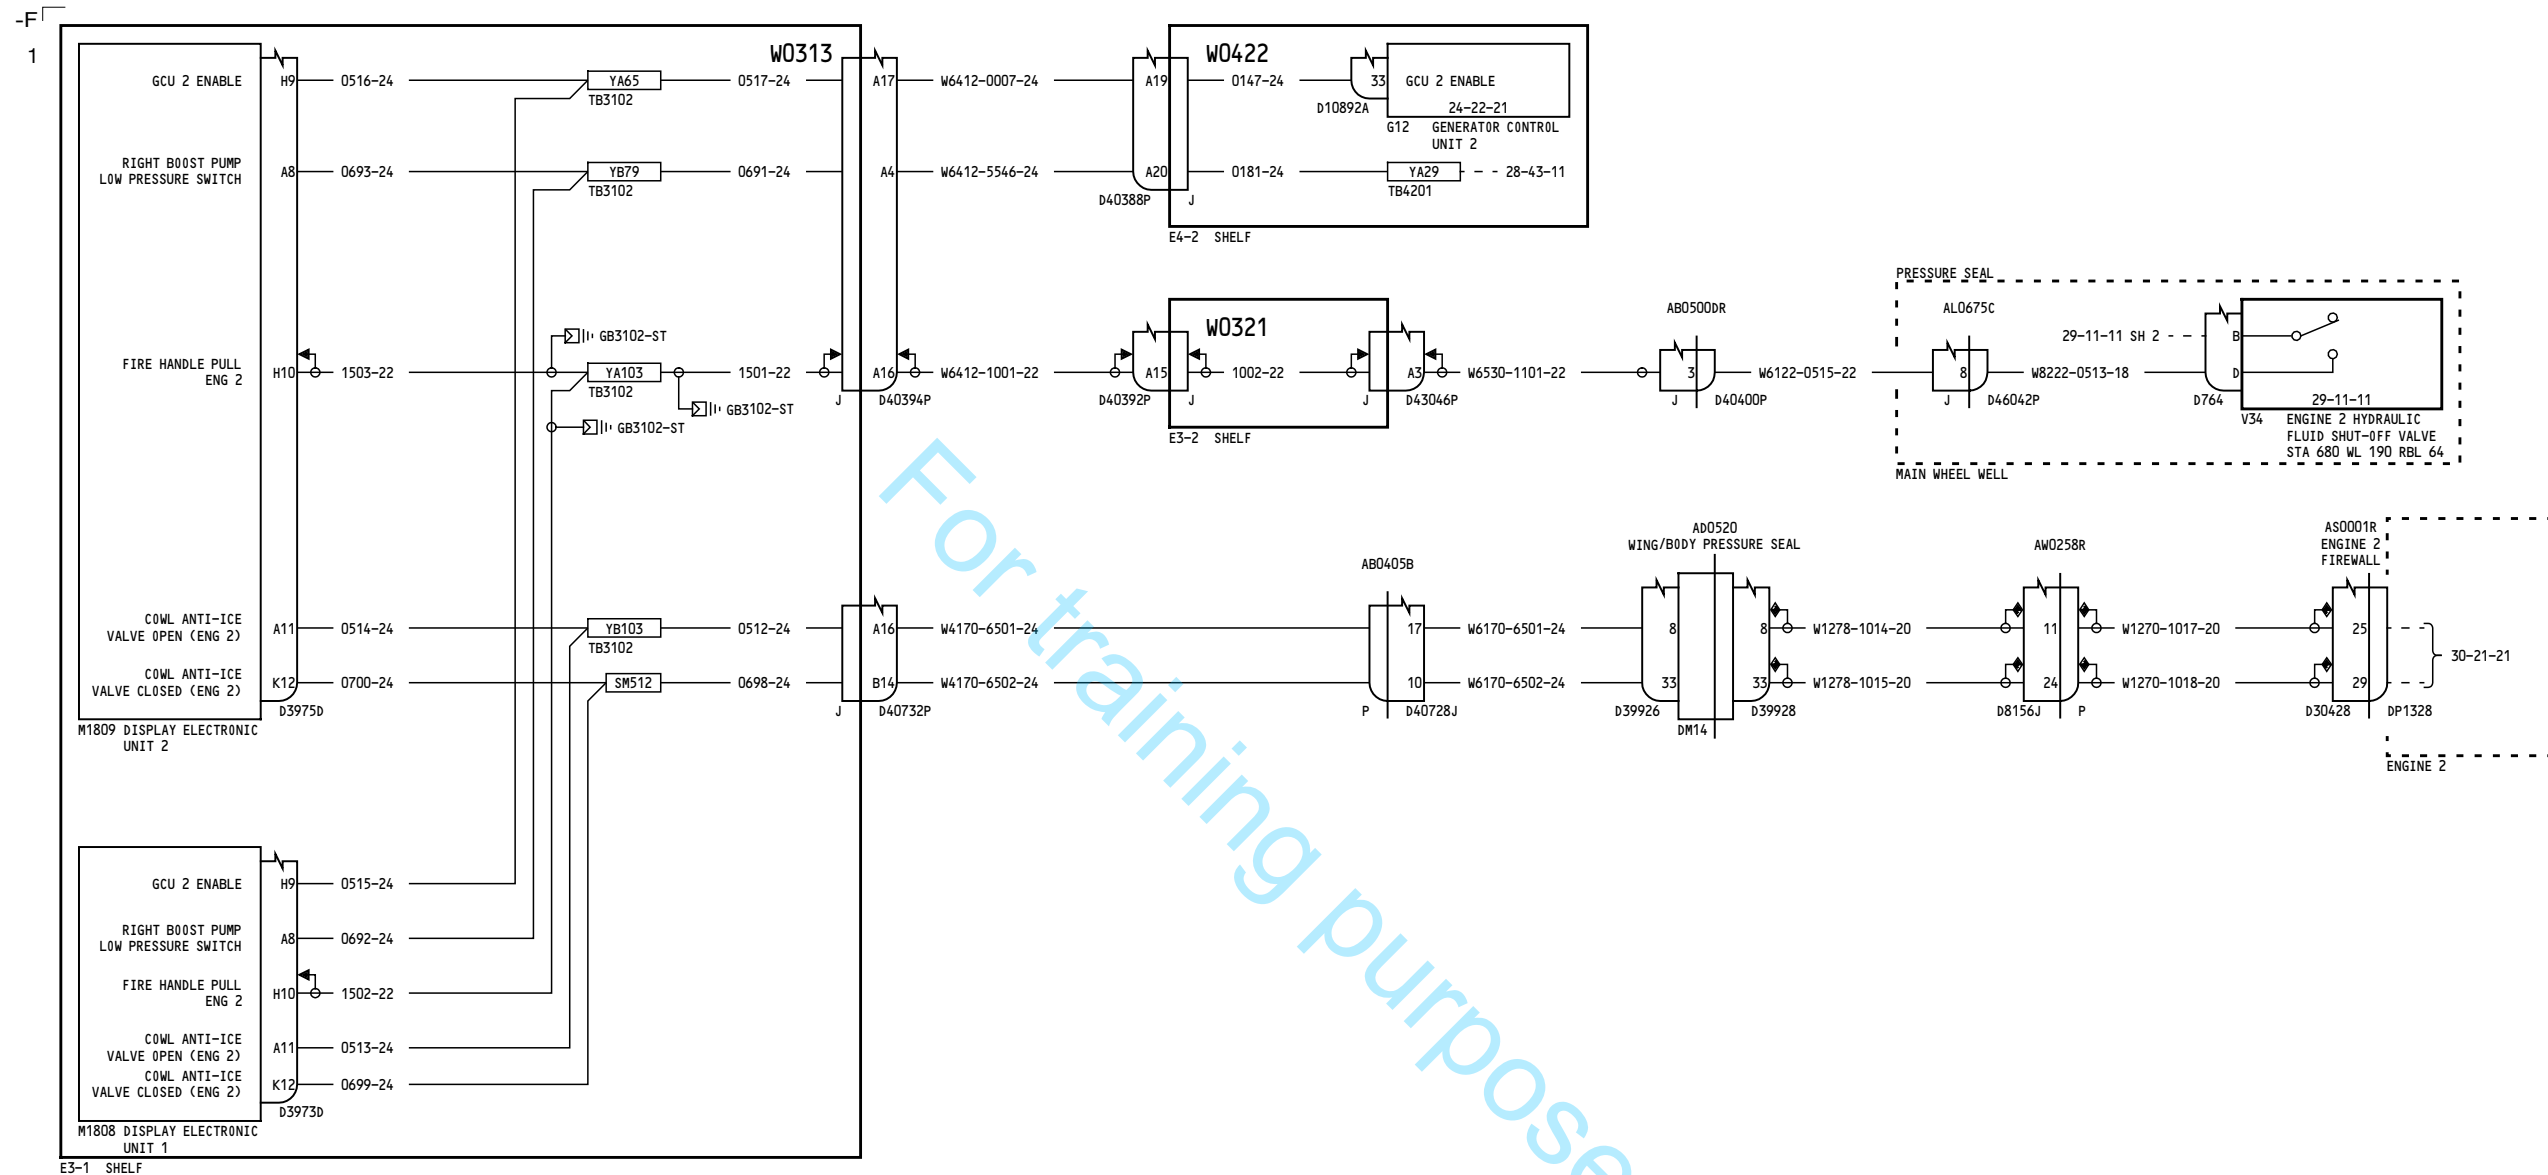 -F
1
W0313
GCU 2 ENABLE H9 0516-24 YA65 0517-24 A17 W6412-0007-24 A19
TB3102
W0422
0147-24 33 GCU 2 ENABLE
D10892A 24-22-21
G12 GENERATOR CONTROL
UNIT 2
RIGHT BOOST PUMP
LOW PRESSURE SWITCH A8 0693-24 YB79 0691-24 A4 W6412-5546-24 A20 0181-24 YA29 28-43-11
TB3102 TB4201
D40388P J
E4-2 SHELF
GB3102-ST
FIRE HANDLE PULL
ENG 2 H10 1503-22 YA103 1501-22 A16 W6412-1001-22 A15
TB3102
J D40394P D40392P J
GB3102-ST
GB3102-ST
W0321
1002-22 A3 W6530-1101-22
J D43046P
E3-2 SHELF
AB0500DR
3 W6122-0515-22
J D40400P
PRESSURE SEAL
AL0675C
8 W8222-0513-18
J D46042P
29-11-11 SH 2 B
D
D764 29-11-11
V34 ENGINE 2 HYDRAULIC
FLUID SHUT-OFF VALVE
STA 680 WL 190 RBL 64
MAIN WHEEL WELL
COWL ANTI-ICE
VALVE OPEN (ENG 2) A11 0514-24 YB103 0512-24 A16 W4170-6501-24
TB3102
COWL ANTI-ICE
VALVE CLOSED (ENG 2) K12 0700-24 SM512 0698-24 B14 W4170-6502-24
D3975D J D40732P
M1809 DISPLAY ELECTRONIC
UNIT 2
AB0405B
17 W6170-6501-24
10 W6170-6502-24
P D40728J
AD0520
WING/BODY PRESSURE SEAL
8 8 W1278-1014-20
33 33 W1278-1015-20
D39926 D39928
DM14
AW0258R
11 W1270-1017-20
24 W1270-1018-20
D8156J P
AS0001R
ENGINE 2
FIREWALL
25
30-21-21
29
D30428 DP1328
ENGINE 2
GCU 2 ENABLE H9 0515-24
RIGHT BOOST PUMP
LOW PRESSURE SWITCH A8 0692-24
FIRE HANDLE PULL
ENG 2 H10 1502-22
COWL ANTI-ICE
VALVE OPEN (ENG 2) A11 0513-24
COWL ANTI-ICE
VALVE CLOSED (ENG 2) K12 0699-24
D3973D
M1808 DISPLAY ELECTRONIC
UNIT 1
E3-1 SHELF
For training purpose